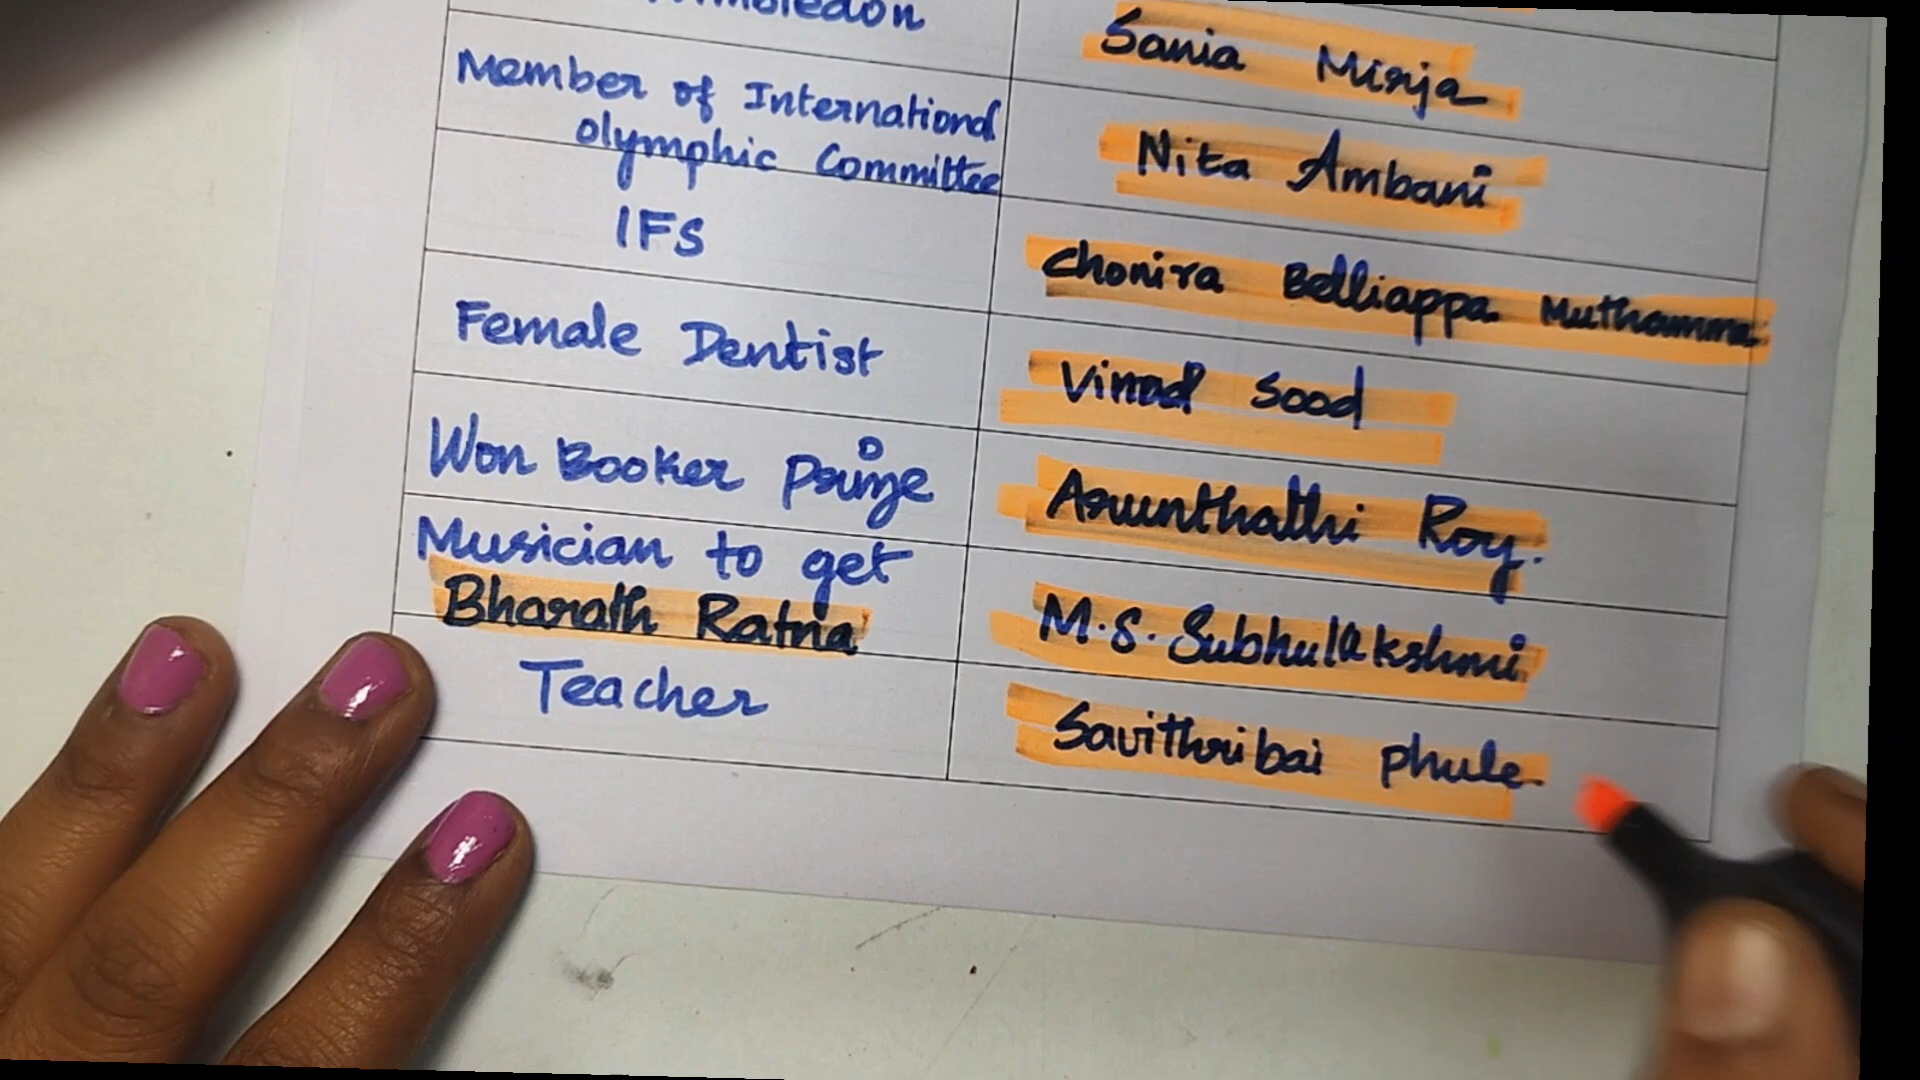 Sania Mirja
Member of International
olymphic Committee
Nita Ambani
IFS
Chonira Belliappa Muthamma
Female Dentist
Sood
Won Booker Prize
Arunthathi Roy.
Musician to get
Bharath Ratna
M.S. Subhulakshmi
Teacher
Savithribai phule.